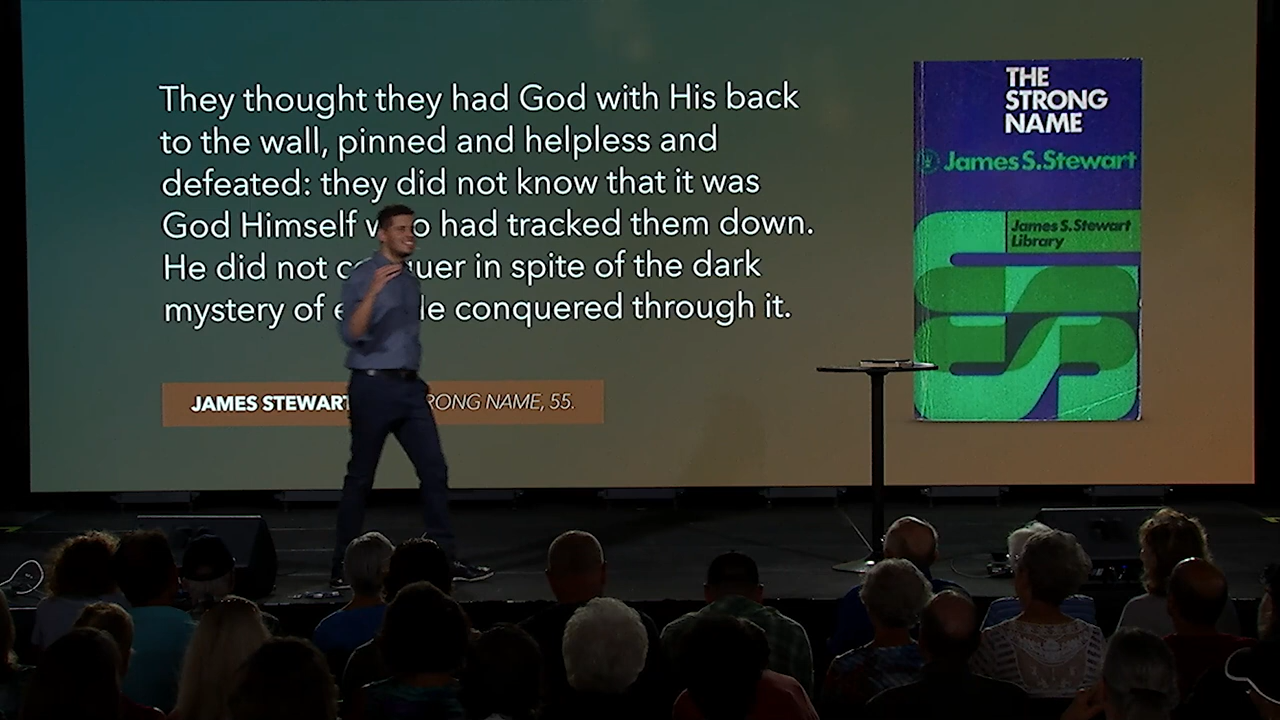 They thought they had God with His back
to the wall, pinned and helpless and
defeated: they did not know that it was
God Himself had tracked them down.
He did not in spite of the dark
mystery of conquered through it.
JAMES STEWART NAME, 55.
THE
STRONG
NAME
James S. Stewart
James S. Stewart
Library